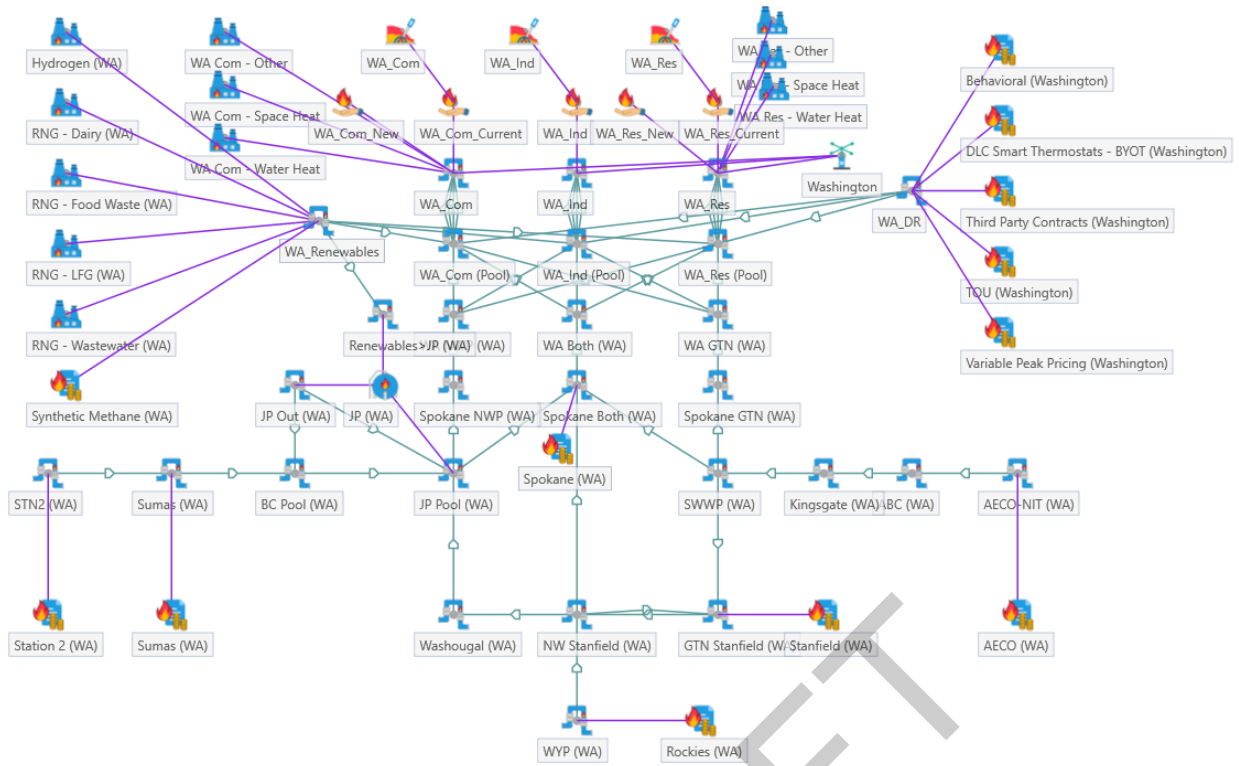 Hydrogen (WA)
WA Com - Other
WA_Com
WA_Ind
WA_Res
WA Res - Other
Behavioral (Washington)
WA Com - Space Heat
WA Res - Space Heat
RNG - Dairy (WA)
WA_Com_New
WA_Com_Current
WA_Ind
WA_Res_New
WA_Res_Current
WA Res - Water Heat
DLC Smart Thermostats - BYOT (Washington)
WA Com - Water Heat
Washington
RNG - Food Waste (WA)
WA_Com
WA_Ind
WA_Res
WA_DR
Third Party Contracts (Washington)
WA_Renewables
RNG - LFG (WA)
WA_Com (Pool)
WA_Ind (Pool)
WA_Res (Pool)
TOU (Washington)
RNG - Wastewater (WA)
Renewables>JP (WA)
(WA)
WA Both (WA)
WA GTN (WA)
Variable Peak Pricing (Washington)
Synthetic Methane (WA)
JP Out (WA)
JP (WA)
Spokane NWP (WA)
Spokane Both (WA)
Spokane GTN (WA)
Spokane (WA)
STN2 (WA)
Sumas (WA)
BC Pool (WA)
JP Pool (WA)
SWWP (WA)
Kingsgate (WA)
ABC (WA)
AECO-NIT (WA)
Station 2 (WA)
Sumas (WA)
Washougal (WA)
NW Stanfield (WA)
GTN Stanfield (WA)
Stanfield (WA)
AECO (WA)
WYP (WA)
Rockies (WA)